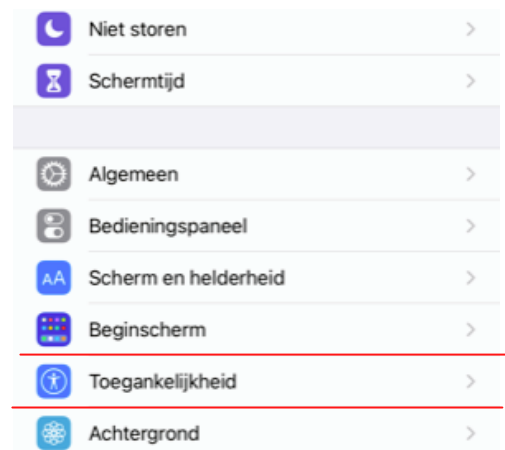 Niet storen
Schermtijd
Algemeen
Bedieningspaneel
AA Scherm en helderheid
Beginscherm
Toegankelijkheid
Achtergrond